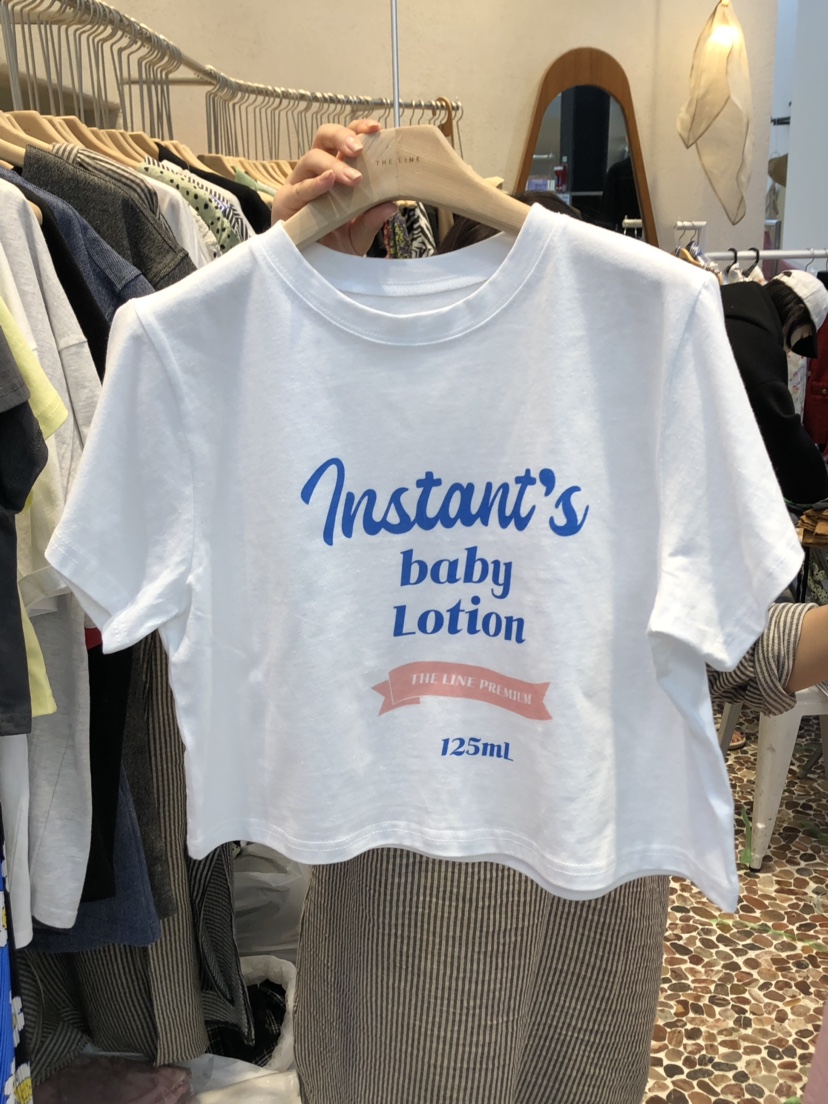 THE LINE
Instant's
baby
Lotion
THE LINE PREMIUM
125mL